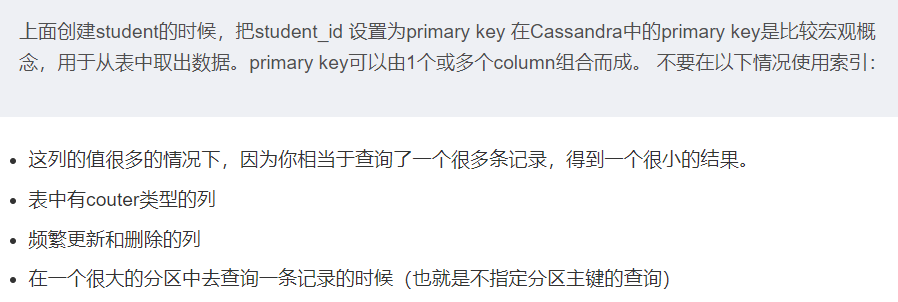 上面创建student的时候，把student_id 设置为primary key 在Cassandra中的primary key是比较宏观概
念，用于从表中取出数据。primary key可以由1个或多个column组合而成。 不要在以下情况使用索引：
• 这列的值很多的情况下，因为你相当于查询了一个很多条记录，得到一个很小的结果。
• 表中有couter类型的列
• 频繁更新和删除的列
• 在一个很大的分区中去查询一条记录的时候（也就是不指定分区主键的查询）